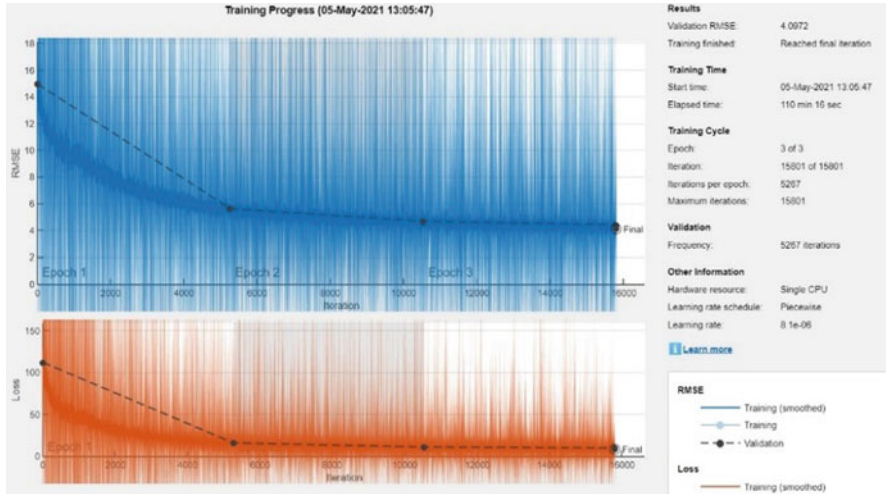 Training Progress (05-May-2021 13:05:47)
18
16
14
12
10
8
6
4
2
0
RMSE
Epoch 1
Epoch 2
Epoch 3
Final
0
2000
4000
6000
8000
10000
12000
14000
16000
Iteration
150
100
50
0
Loss
Epoch 1
Final
0
2000
4000
6000
8000
10000
12000
14000
16000
Iteration
Results
Validation RMSE: 4.0972
Training finished: Reached final iteration
Training Time
Start time: 05-May-2021 13:05:47
Elapsed time: 110 min 16 sec
Training Cycle
Epoch: 3 of 3
Iteration: 15801 of 15801
Iterations per epoch: 5267
Maximum iterations: 15801
Validation
Frequency: 5267 iterations
Other Information
Hardware resource: Single CPU
Learning rate schedule: Piecewise
Learning rate: 8.1e-06
i Learn more
RMSE
Training (smoothed)
Training
Validation
Loss
Training (smoothed)